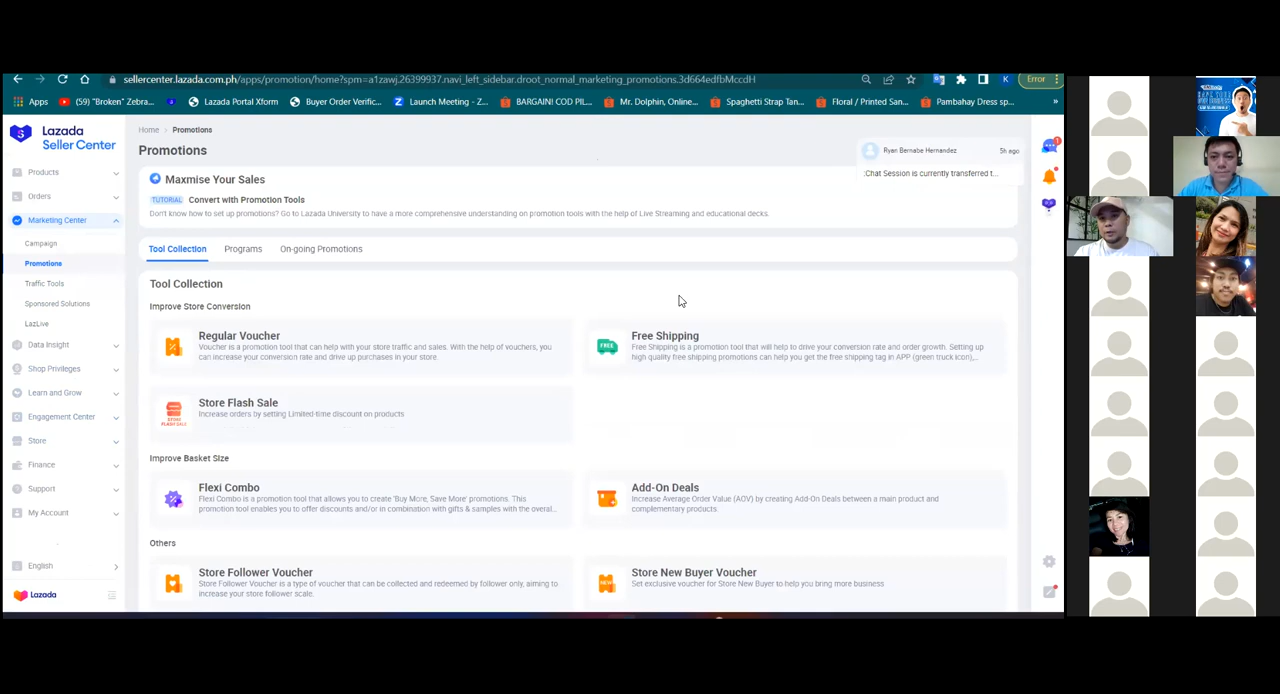 sellercenter.lazada.com.ph/apps/promotion/home?spm=a1zawj.26399937.navi_left_sidebar.droot_normal_marketing_promotions.3d664edfbMccdH
K
Error
Apps
(59) "Broken" Zebra...
Lazada Portal Xform
Buyer Order Verific...
Launch Meeting - Z...
BARGAIN! COD PIL...
Mr. Dolphin, Online...
Spaghetti Strap Tan...
Floral / Printed San...
Pambahay Dress sp...
»
Lazada
Seller Center
Products
Orders
Marketing Center
Campaign
Promotions
Traffic Tools
Sponsored Solutions
LazLive
Data Insight
Shop Privileges
Learn and Grow
Engagement Center
Store
Finance
Support
My Account
English
Lazada
Home > Promotions
Promotions
Ryan Bernabe Hernandez
5h ago
:Chat Session is currently transferred t...
Maxmise Your Sales
TUTORIAL Convert with Promotion Tools
Don't know how to set up promotions? Go to Lazada University to have a more comprehensive understanding on promotion tools with the help of Live Streaming and educational decks.
Tool Collection
Programs
On-going Promotions
Tool Collection
Improve Store Conversion
Regular Voucher
Voucher is a promotion tool that can help with your store traffic and sales. With the help of vouchers, you
can increase your conversion rate and drive up purchases in your store.
FREE
Free Shipping
Free Shipping is a promotion tool that will help to drive your conversion rate and order growth. Setting up
high quality free shipping promotions can help you get the free shipping tag in APP (green truck icon),...
STORE
FLASH SALE
Store Flash Sale
Increase orders by setting Limited-time discount on products
Improve Basket Size
Flexi Combo
Flexi Combo is a promotion tool that allows you to create 'Buy More, Save More' promotions. This
promotion tool enables you to offer discounts and/or in combination with gifts & samples with the overal...
Add-On Deals
Increase Average Order Value (AOV) by creating Add-On Deals between a main product and
complementary products.
Others
Store Follower Voucher
Store Follower Voucher is a type of voucher that can be collected and redeemed by follower only, aiming to
increase your store follower scale.
NEW
Store New Buyer Voucher
Set exclusive voucher for Store New Buyer to help you bring more business